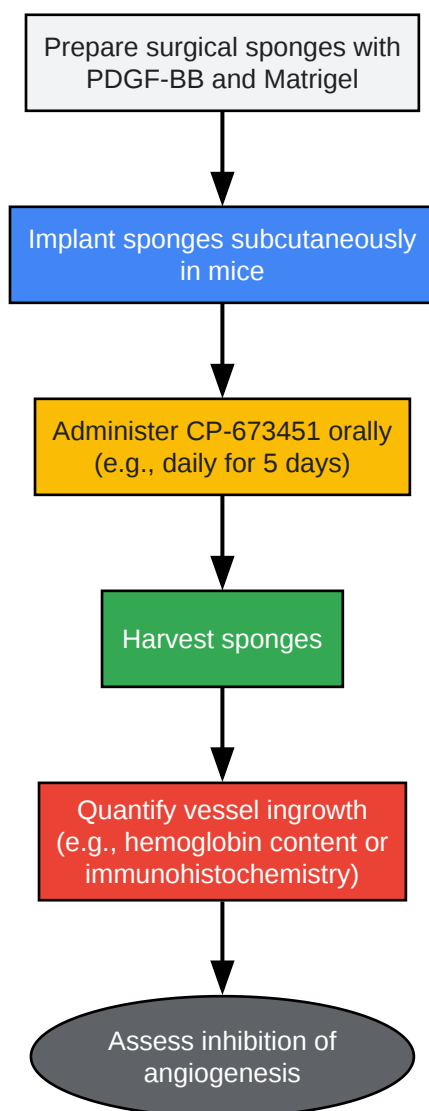 Prepare surgical sponges with
PDGF-BB and Matrigel
Implant sponges subcutaneously
in mice
Administer CP-673451 orally
(e.g., daily for 5 days)
Harvest sponges
Quantify vessel ingrowth
(e.g., hemoglobin content or
immunohistochemistry)
Assess inhibition of
angiogenesis